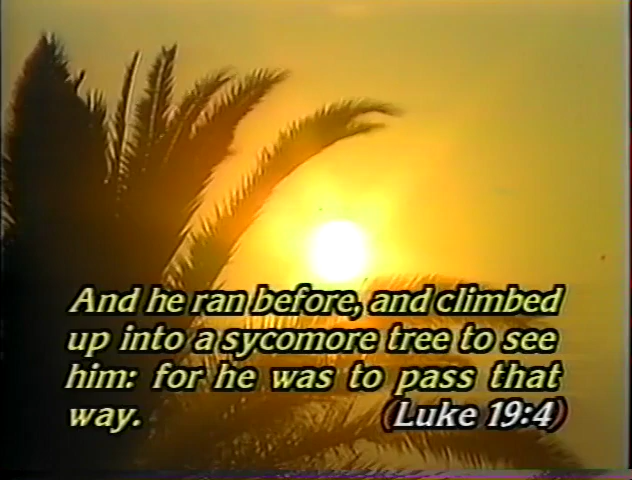 And he ran before, and climbed
up into a sycomore tree to see
him: for he was to pass that
way. (Luke 19:4)